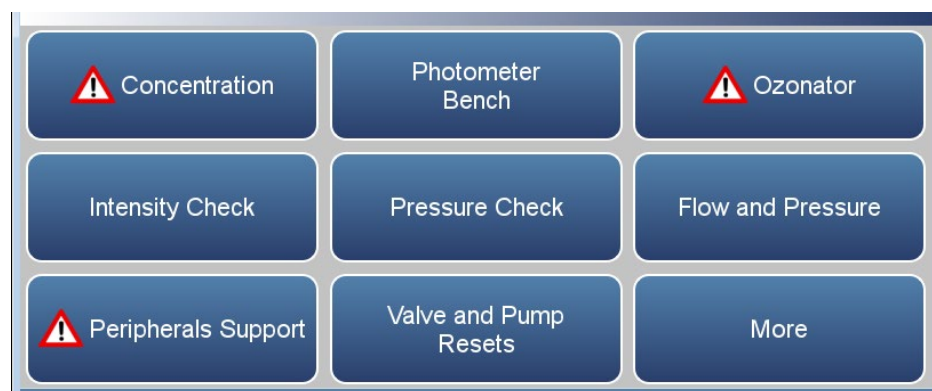 Concentration
Photometer
Bench
Ozonator
Intensity Check
Pressure Check
Flow and Pressure
Peripherals Support
Valve and Pump
Resets
More